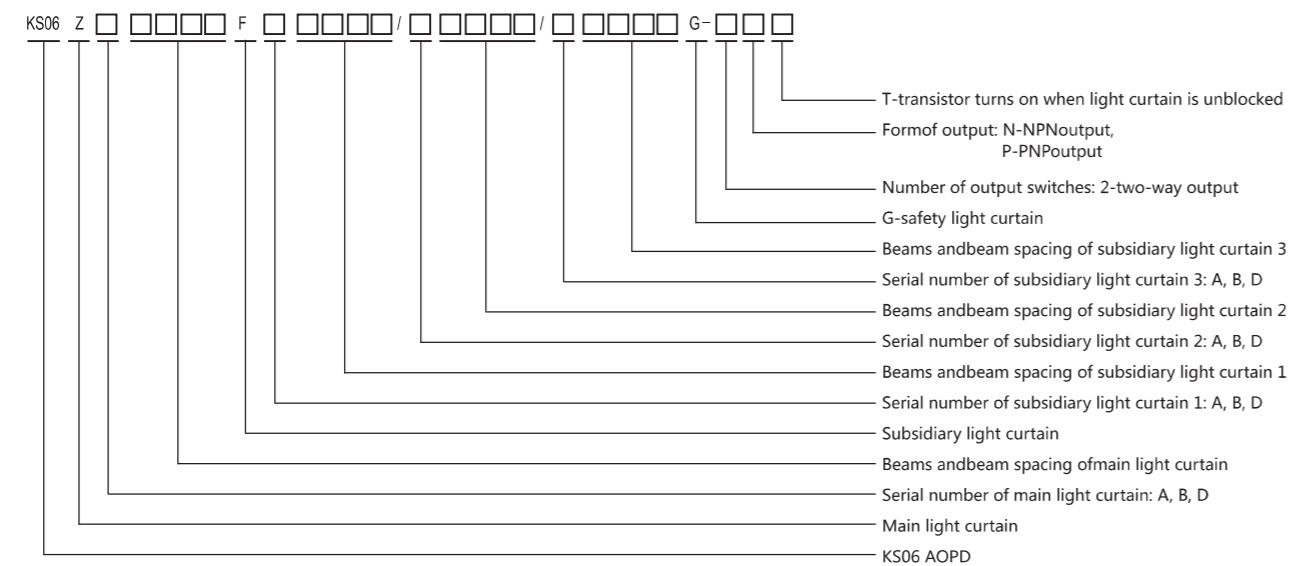 KS06 Z □ □□□□ F □ □□□□/□ □□□□/□ □□□□ G-□□□
T-transistor turns on when light curtain is unblocked
Formof output: N-NPNoutput,
P-PNPoutput
Number of output switches: 2-two-way output
G-safety light curtain
Beams andbeam spacing of subsidiary light curtain 3
Serial number of subsidiary light curtain 3: A, B, D
Beams andbeam spacing of subsidiary light curtain 2
Serial number of subsidiary light curtain 2: A, B, D
Beams andbeam spacing of subsidiary light curtain 1
Serial number of subsidiary light curtain 1: A, B, D
Subsidiary light curtain
Beams andbeam spacing ofmain light curtain
Serial number of main light curtain: A, B, D
Main light curtain
KS06 AOPD